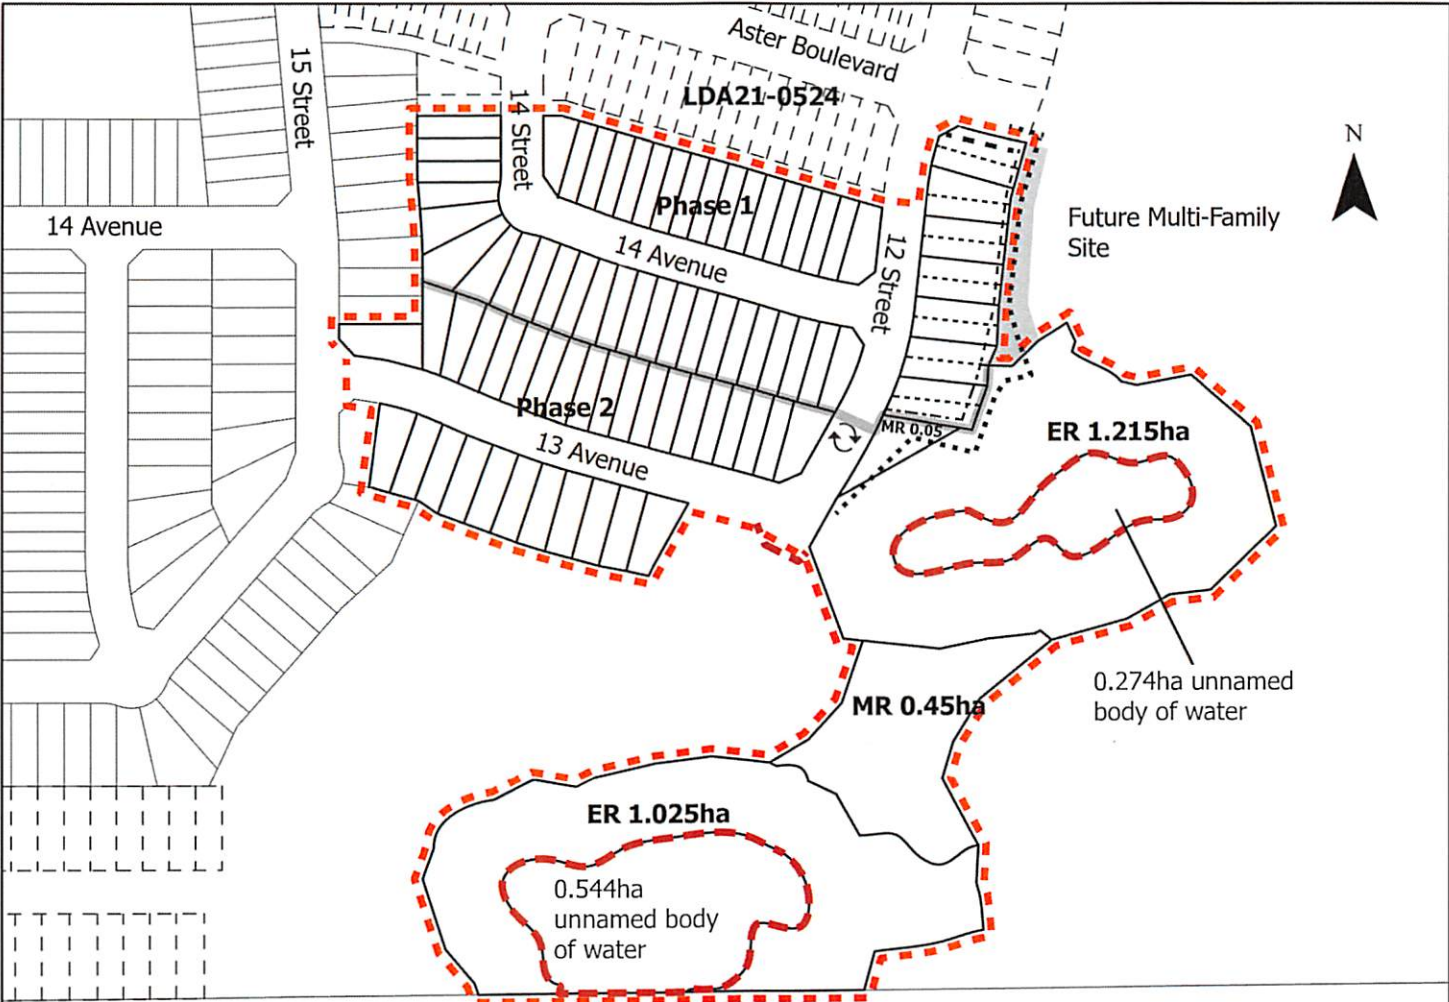 Aster Boulevard
15 Street
LDA21-0524
14 Street
N
Phase 1
Future Multi-Family
Site
14 Avenue
14 Avenue
12 Street
Phase 2
MR 0.05
ER 1.215ha
13 Avenue
0.274ha unnamed
body of water
MR 0.45ha
ER 1.025ha
0.544ha
unnamed body
of water